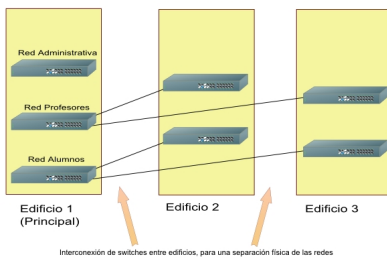 Red Administrativa
Red Profesores
Red Alumnos
Edificio 1
(Principal)
Edificio 2
Edificio 3
Interconexión de switches entre edificios, para una separación física de las redes